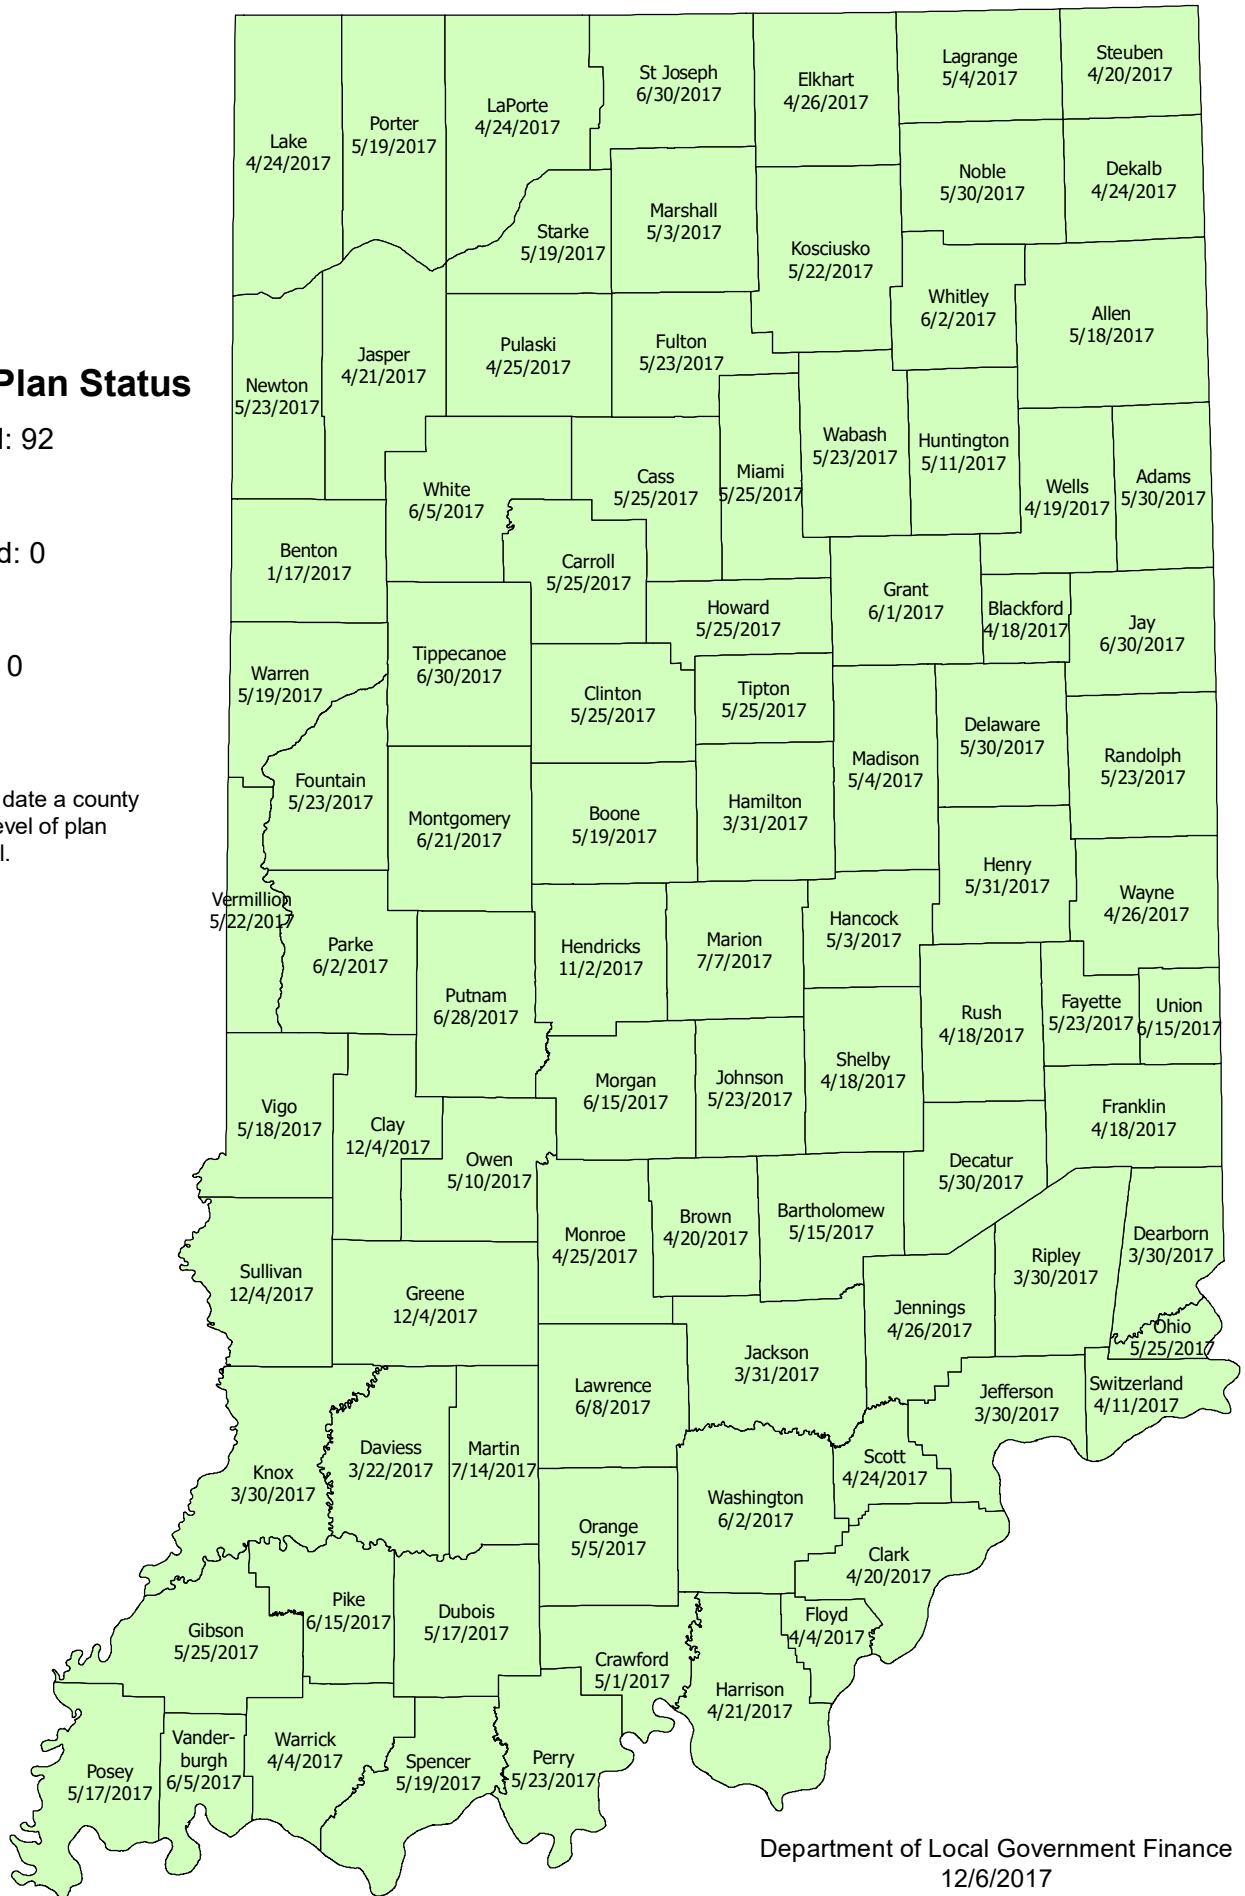 Plan Status
: 92
d: 0
0
date a county
evel of plan
l.
Lake
4/24/2017
Porter
5/19/2017
LaPorte
4/24/2017
St Joseph
6/30/2017
Elkhart
4/26/2017
Lagrange
5/4/2017
Steuben
4/20/2017
Noble
5/30/2017
Dekalb
4/24/2017
Starke
5/19/2017
Marshall
5/3/2017
Kosciusko
5/22/2017
Whitley
6/2/2017
Allen
5/18/2017
Newton
5/23/2017
Jasper
4/21/2017
Pulaski
4/25/2017
Fulton
5/23/2017
White
6/5/2017
Cass
5/25/2017
Miami
5/25/2017
Wabash
5/23/2017
Huntington
5/11/2017
Wells
4/19/2017
Adams
5/30/2017
Benton
1/17/2017
Carroll
5/25/2017
Howard
5/25/2017
Grant
6/1/2017
Blackford
4/18/2017
Jay
6/30/2017
Warren
5/19/2017
Tippecanoe
6/30/2017
Clinton
5/25/2017
Tipton
5/25/2017
Madison
5/4/2017
Delaware
5/30/2017
Randolph
5/23/2017
Fountain
5/23/2017
Montgomery
6/21/2017
Boone
5/19/2017
Hamilton
3/31/2017
Henry
5/31/2017
Wayne
4/26/2017
Vermillion
5/22/2017
Parke
6/2/2017
Putnam
6/28/2017
Hendricks
11/2/2017
Marion
7/7/2017
Hancock
5/3/2017
Rush
4/18/2017
Fayette
5/23/2017
Union
6/15/2017
Vigo
5/18/2017
Clay
12/4/2017
Owen
5/10/2017
Morgan
6/15/2017
Johnson
5/23/2017
Shelby
4/18/2017
Franklin
4/18/2017
Decatur
5/30/2017
Sullivan
12/4/2017
Greene
12/4/2017
Monroe
4/25/2017
Brown
4/20/2017
Bartholomew
5/15/2017
Jennings
4/26/2017
Ripley
3/30/2017
Dearborn
3/30/2017
Ohio
5/25/2017
Switzerland
4/11/2017
Jefferson
3/30/2017
Jackson
3/31/2017
Lawrence
6/8/2017
Knox
3/30/2017
Daviess
3/22/2017
Martin
7/14/2017
Orange
5/5/2017
Washington
6/2/2017
Scott
4/24/2017
Clark
4/20/2017
Floyd
4/4/2017
Gibson
5/25/2017
Pike
6/15/2017
Dubois
5/17/2017
Crawford
5/1/2017
Harrison
4/21/2017
Posey
5/17/2017
Vander-
burgh
6/5/2017
Warrick
4/4/2017
Spencer
5/19/2017
Perry
5/23/2017
Department of Local Government Finance
12/6/2017